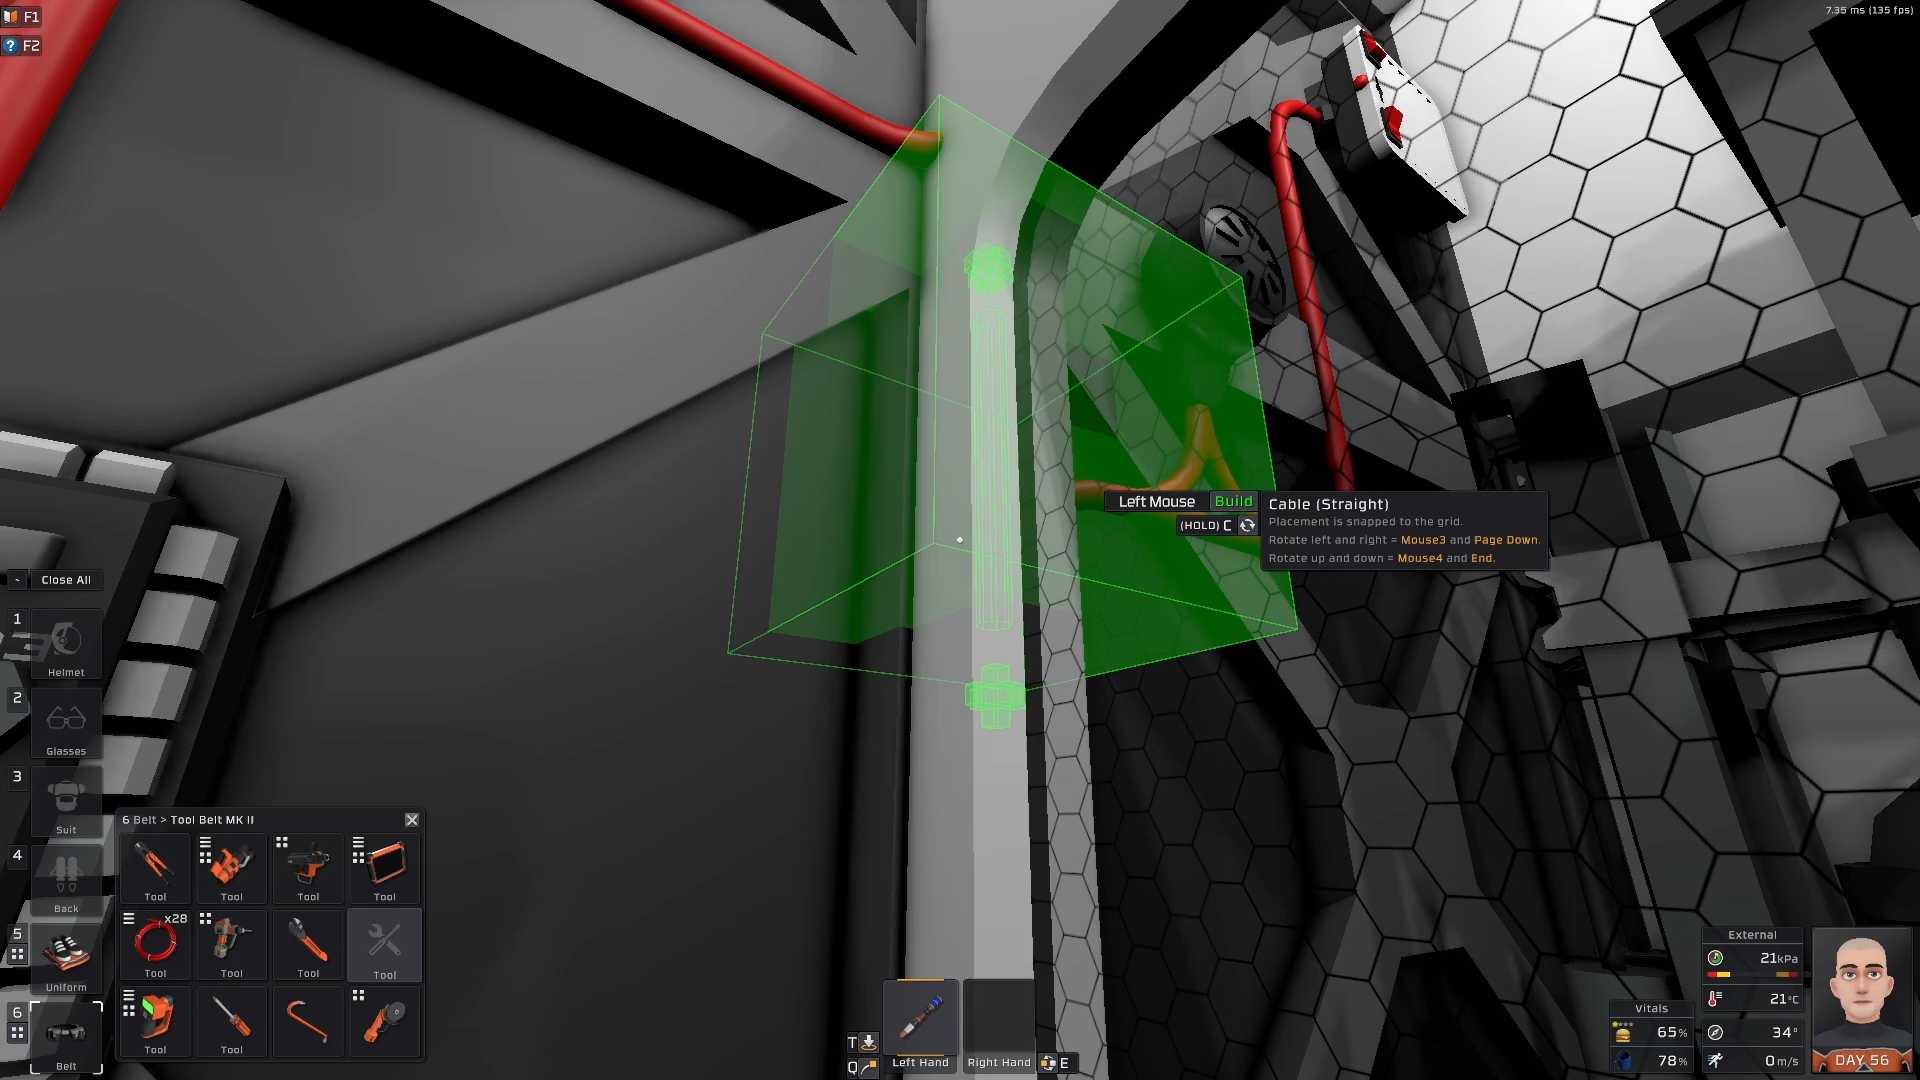 F1
7.35 ms (135 fps)
F2
Left Mouse Build
Cable (Straight)
Placement is snapped to the grid.
(HOLD) C
Rotate left and right = Mouse3 and Page Down.
Rotate up and down = Mouse4 and End.
~ Close All
1
Helmet
2
Glasses
3
Suit
4
Back
5
Uniform
6
Belt
6 Belt > Tool Belt MK II
Tool Tool Tool Tool
x28
Tool Tool Tool Tool
Tool Tool
T
Q
Left Hand
Right Hand
E
External
21kPa
21°C
34°
0m/s
Vitals
65%
78%
DAY 56